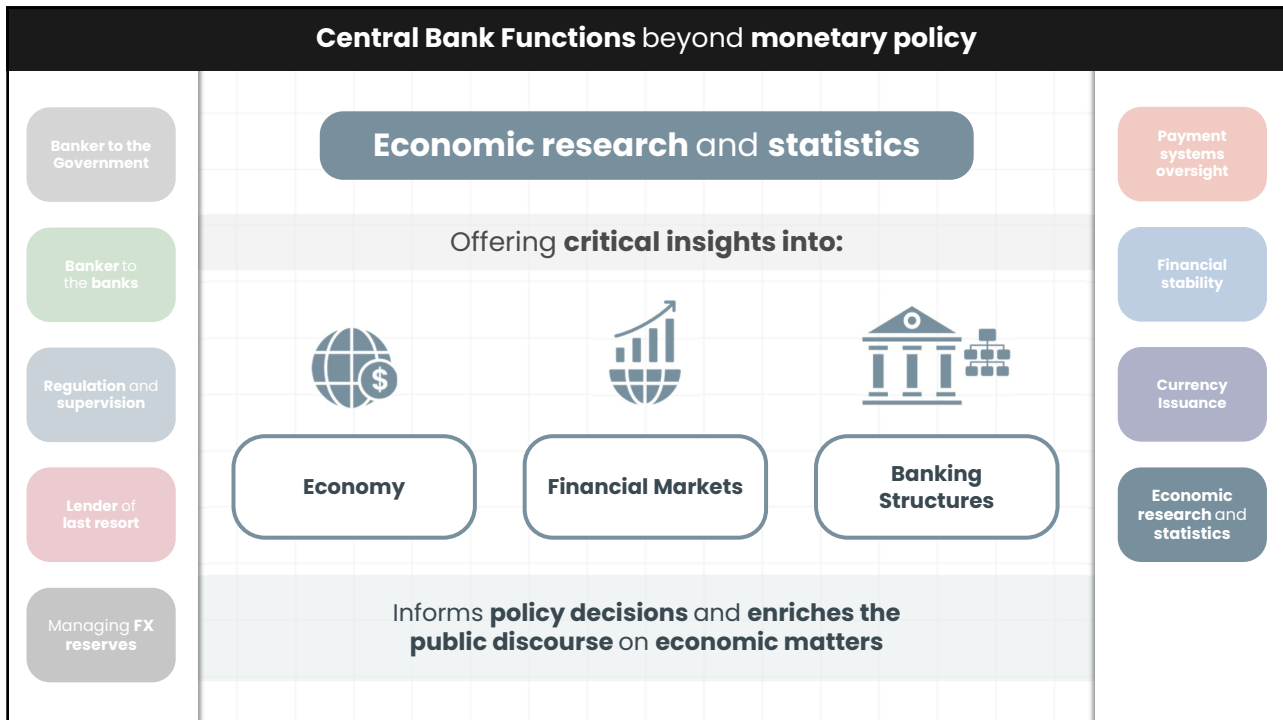 Central Bank Functions beyond monetary policy
Banker to the
Government
Banker to
the banks
Regulation and
supervision
Lender of
last resort
Managing FX
reserves
Economic research and statistics
Offering critical insights into:
$
Economy
Financial Markets
Banking
Structures
Informs policy decisions and enriches the
public discourse on economic matters
Payment
systems
oversight
Financial
stability
Currency
Issuance
Economic
research and
statistics